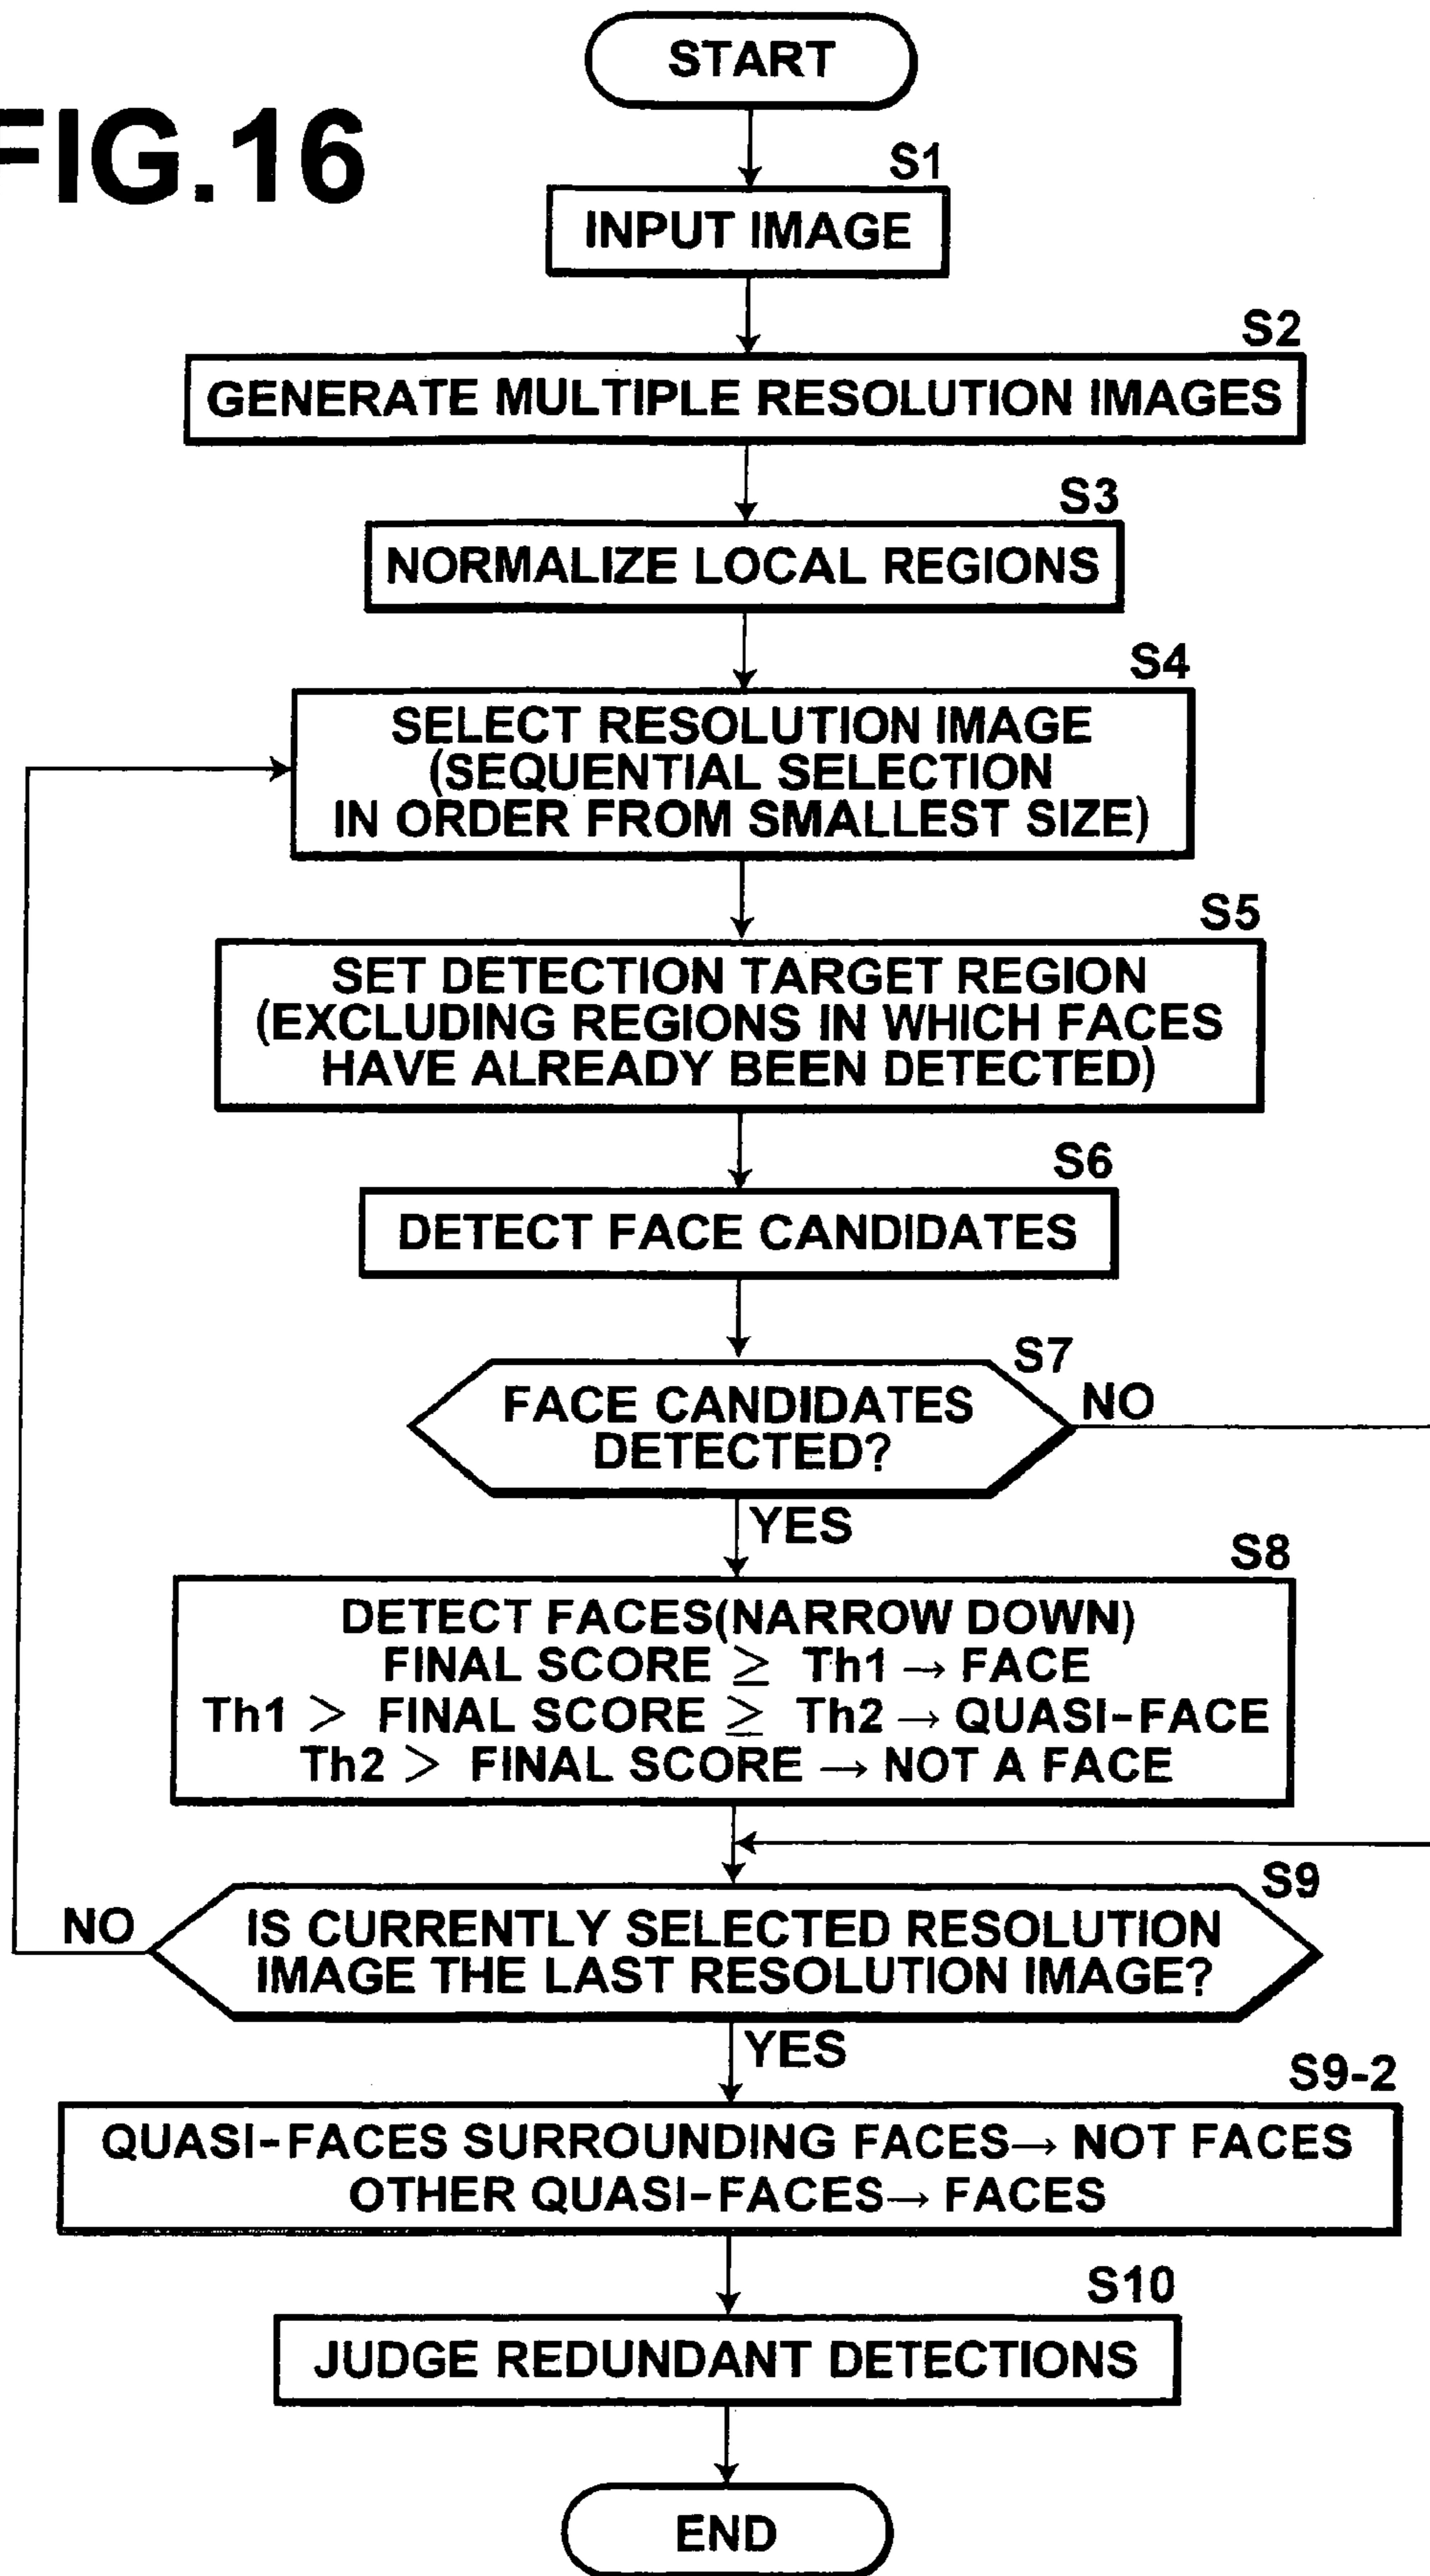 FIG.16
START
S1
INPUT IMAGE
S2
GENERATE MULTIPLE RESOLUTION IMAGES
S3
NORMALIZE LOCAL REGIONS
S4
SELECT RESOLUTION IMAGE
(SEQUENTIAL SELECTION
IN ORDER FROM SMALLEST SIZE)
S5
SET DETECTION TARGET REGION
(EXCLUDING REGIONS IN WHICH FACES
HAVE ALREADY BEEN DETECTED)
S6
DETECT FACE CANDIDATES
S7
FACE CANDIDATES
DETECTED?
NO
YES
S8
DETECT FACES(NARROW DOWN)
FINAL SCORE ≧ Th1 → FACE
Th1 > FINAL SCORE ≧ Th2 → QUASI-FACE
Th2 > FINAL SCORE → NOT A FACE
S9
NO
IS CURRENTLY SELECTED RESOLUTION
IMAGE THE LAST RESOLUTION IMAGE?
YES
S9-2
QUASI-FACES SURROUNDING FACES→ NOT FACES
OTHER QUASI-FACES→ FACES
S10
JUDGE REDUNDANT DETECTIONS
END